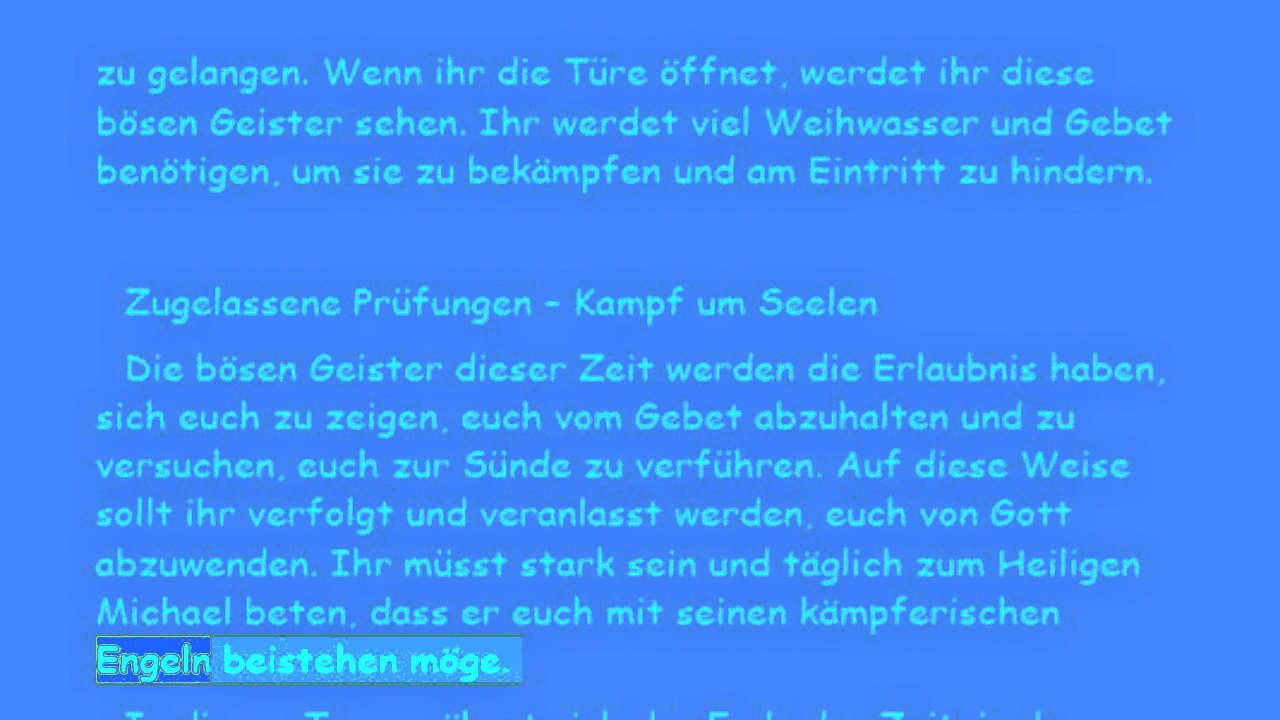 zu gelangen. Wenn ihr die Türe öffnet, werdet ihr diese
bösen Geister sehen. Ihr werdet viel Weihwasser und Gebet
benötigen, um sie zu bekämpfen und am Eintritt zu hindern.
Zugelassene Prüfungen – Kampf um Seelen
Die bösen Geister dieser Zeit werden die Erlaubnis haben,
sich euch zu zeigen, euch vom Gebet abzuhalten und zu
versuchen, euch zur Sünde zu verführen. Auf diese Weise
sollt ihr verfolgt und veranlasst werden, euch von Gott
abzuwenden. Ihr müsst stark sein und täglich zum Heiligen
Michael beten, dass er euch mit seinen kämpferischen
Engeln beistehen möge.